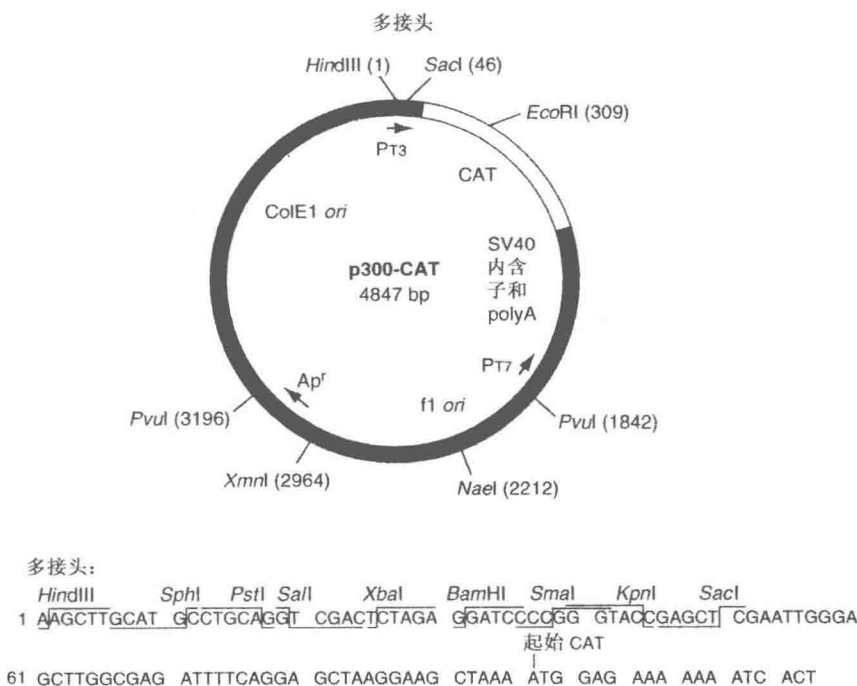 多接头
HindIII (1) SacI (46)
EcoRI (309)
PT3
CAT
ColE1 ori
SV40
内含
子和
polyA
p300-CAT
4847 bp
PT7
Apr
f1 ori
PvuI (3196)
PvuI (1842)
XmnI (2964)
NaeI (2212)
多接头：
HindIII SphI PstI SalI XbaI BamHI SmaI KpnI SacI
1 AAGCTTGCAT GCCTGCAGGT CGACTCTAGA GGATCCCCGG GTACCGAGCT CGAATTGGGA
起始 CAT
61 GCTTGGCGAG ATTTTCAGGA GCTAAGGAAG CTAAA ATG GAG AAA AAA ATC ACT